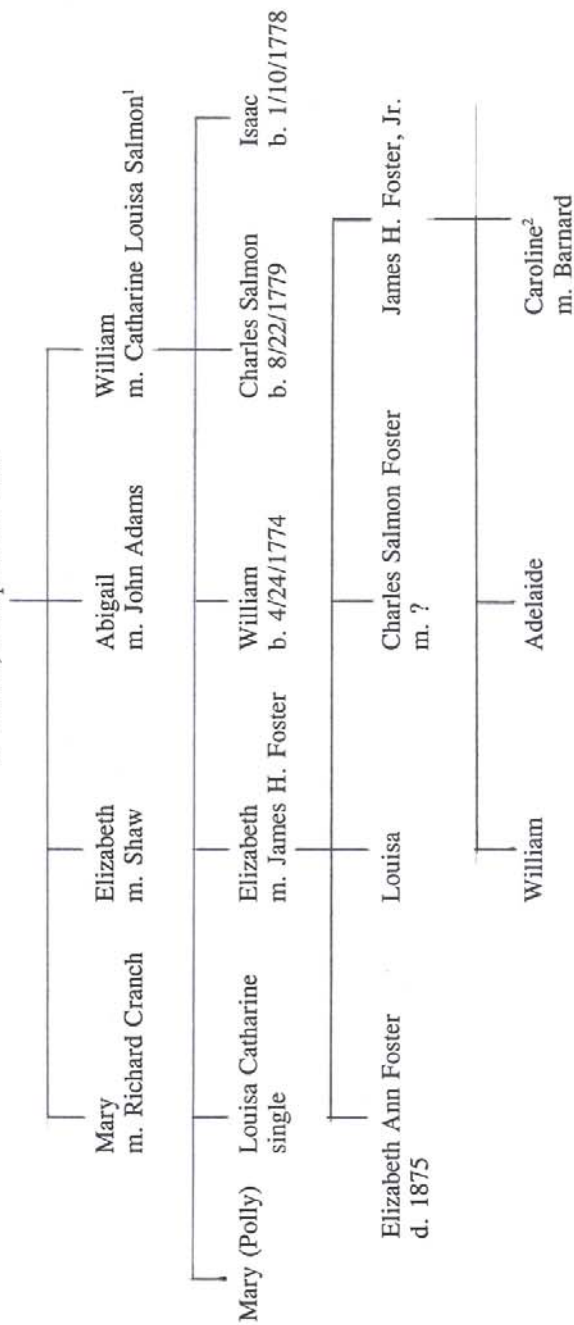 Mary
m. Richard Cranch
Elizabeth
m. Shaw
Abigail
m. John Adams
William
m. Catharine Louisa Salmon¹
Mary (Polly)
Louisa Catharine
single
Elizabeth
m. James H. Foster
William
b. 4/24/1774
Charles Salmon
b. 8/22/1779
Isaac
b. 1/10/1778
Elizabeth Ann Foster
d. 1875
Louisa
Charles Salmon Foster
m. ?
James H. Foster, Jr.
William
Adelaide
Caroline²
m. Barnard